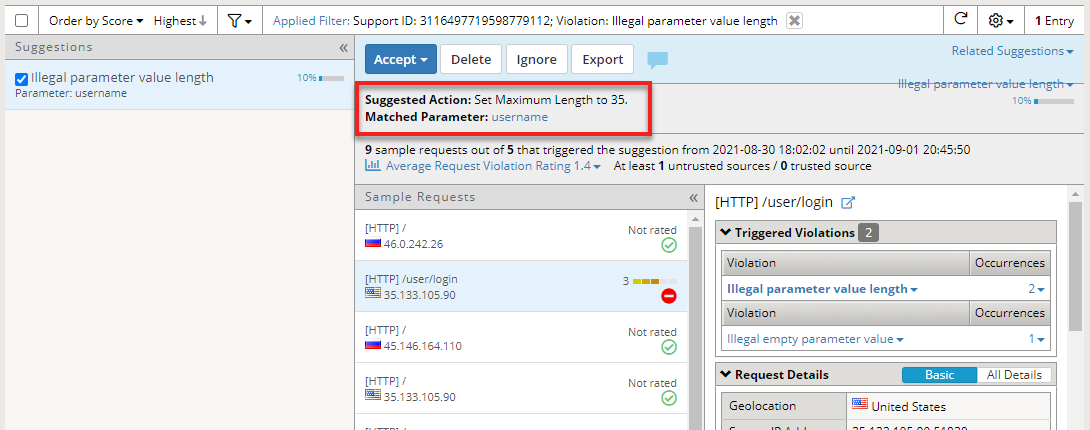 Order by Score Highest↓ Applied Filter: Support ID: 3116497719598779112; Violation: Illegal parameter value length 1 Entry
Suggestions «
Illegal parameter value length 10%
Parameter: username
Accept Delete Ignore Export Related Suggestions
Illegal parameter value length
10%
Suggested Action: Set Maximum Length to 35.
Matched Parameter: username
9 sample requests out of 5 that triggered the suggestion from 2021-08-30 18:02:02 until 2021-09-01 20:45:50
Average Request Violation Rating 1.4 At least 1 untrusted sources / 0 trusted source
Sample Requests «
[HTTP] / Not rated
46.0.242.26
[HTTP] /user/login 3
35.133.105.90
[HTTP] / Not rated
45.146.164.110
[HTTP] / Not rated
35.133.105.90
[HTTP] / Not rated
[HTTP] /user/login
Triggered Violations 2
Violation Occurrences
Illegal parameter value length 2
Violation Occurrences
Illegal empty parameter value 1
Request Details Basic All Details
Geolocation United States